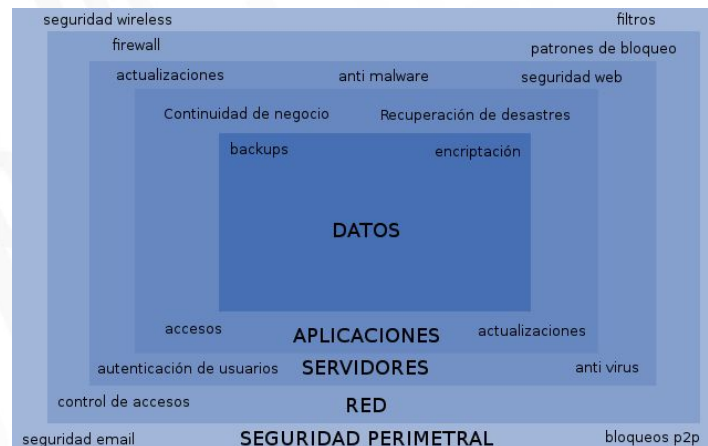 seguridad wireless filtros
firewall patrones de bloqueo
actualizaciones anti malware seguridad web
Continuidad de negocio Recuperación de desastres
backups encriptación
DATOS
accesos APLICACIONES actualizaciones
autenticación de usuarios SERVIDORES anti virus
control de accesos RED
seguridad email SEGURIDAD PERIMETRAL bloqueos p2p